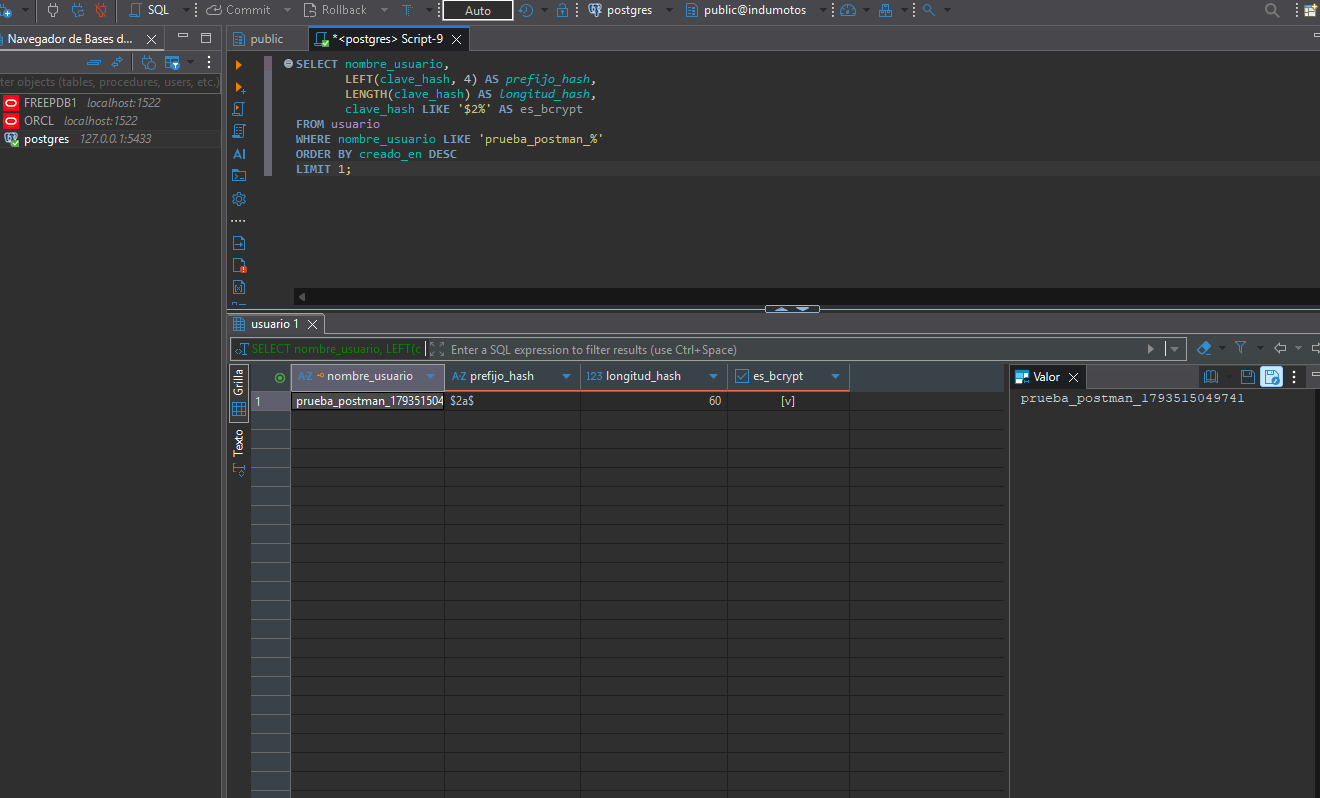 SQL Commit Rollback T Auto postgres public@indumotos
Navegador de Bases d...
public *<postgres> Script-9
ter objects (tables, procedures, users, etc.)
FREEPDB1 localhost:1522
ORCL localhost:1522
postgres 127.0.0.1:5433
AI
SELECT nombre_usuario,
LEFT(clave_hash, 4) AS prefijo_hash,
LENGTH(clave_hash) AS longitud_hash,
clave_hash LIKE '$2%' AS es_bcrypt
FROM usuario
WHERE nombre_usuario LIKE 'prueba_postman_%'
ORDER BY creado_en DESC
LIMIT 1;
usuario 1
SELECT nombre_usuario, LEFT(c Enter a SQL expression to filter results (use Ctrl+Space)
Grilla
Texto
A-Z nombre_usuario A-Z prefijo_hash 123 longitud_hash es_bcrypt
1 prueba_postman_179351504 $2a$ 60 [v]
Valor
prueba_postman_1793515049741